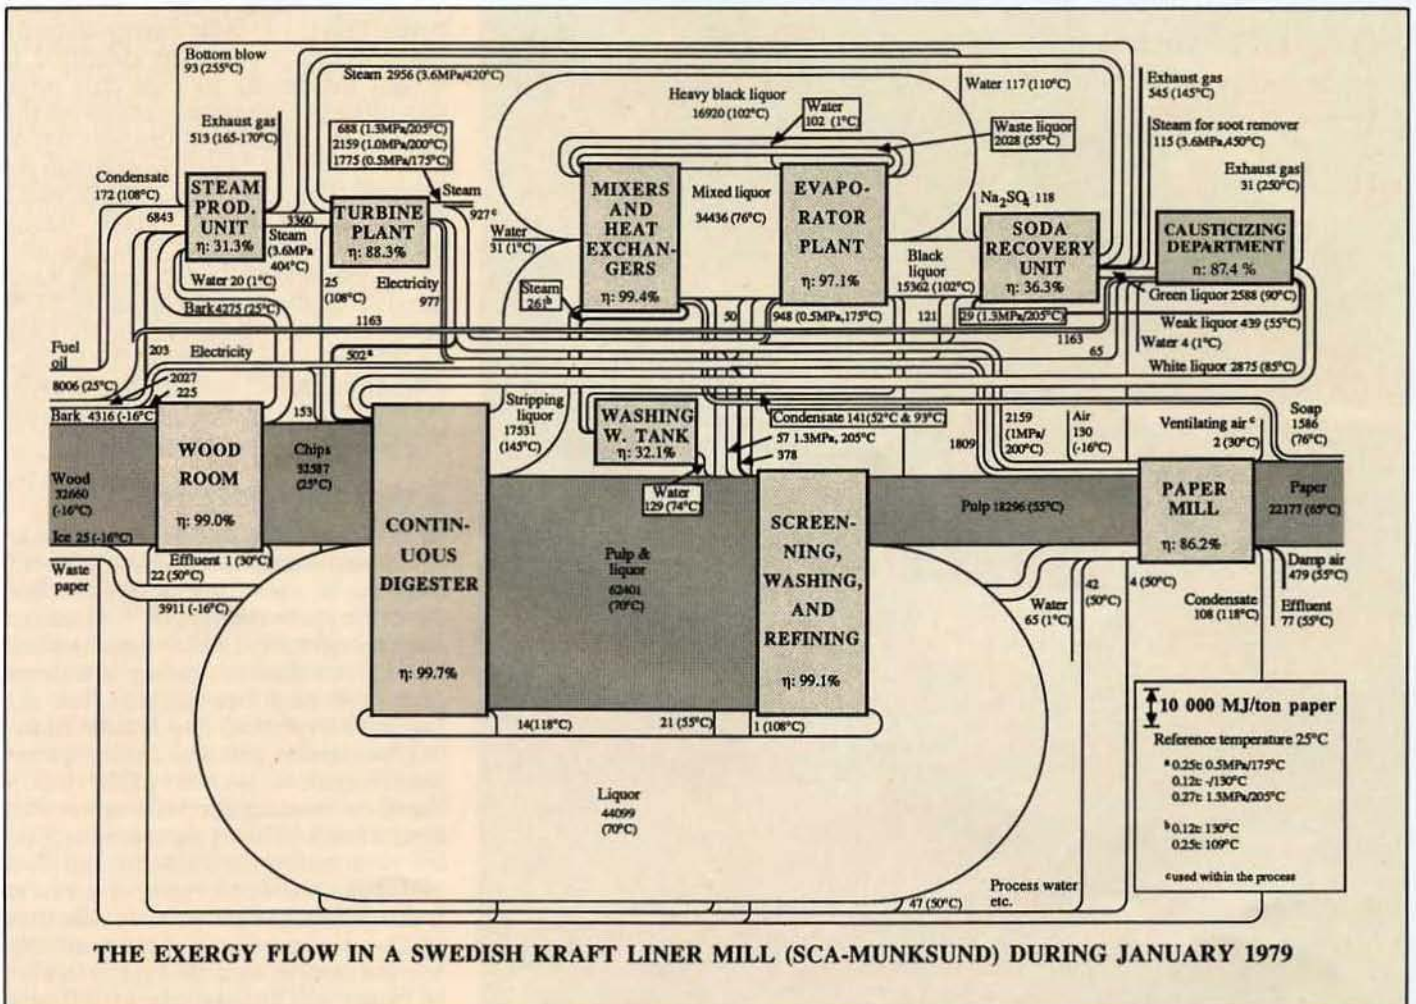 Bottom blow
93 (255°C)
Steam 2956 (3.6MPa/420°C)
Heavy black liquor
16920 (102°C)
Water
102 (1°C)
Water 117 (110°C)
Exhaust gas
545 (145°C)
Exhaust gas
513 (165-170°C)
688 (1.3MPa/205°C)
2159 (1.0MPa/200°C)
1775 (0.5MPa/175°C)
Waste liquor
2028 (55°C)
Steam for soot remover
115 (3.6MPa,450°C)
Exhaust gas
31 (250°C)
Condensate
172 (108°C)
6843
STEAM
PROD.
UNIT
η: 31.3%
3360
Steam
(3.6MPa
404°C)
TURBINE
PLANT
η: 88.3%
Steam
927ᶜ
Water
31 (1°C)
MIXERS
AND
HEAT
EXCHAN-
GERS
η: 99.4%
Mixed liquor
34436 (76°C)
EVAPO-
RATOR
PLANT
η: 97.1%
Na₂SO₄ 118
SODA
RECOVERY
UNIT
η: 36.3%
CAUSTICIZING
DEPARTMENT
n: 87.4 %
Black
liquor
15362 (102°C)
Water 20 (1°C)
Bark 4275 (25°C)
25
(108°C)
Electricity
977
Steam
261ᵇ
50
948 (0.5MPa,175°C)
121
29 (1.3MPa/205°C)
Green liquor 2588 (90°C)
Weak liquor 439 (55°C)
1163
1163
65
Water 4 (1°C)
White liquor 2875 (85°C)
Fuel
oil
8006 (25°C)
203
Electricity
502ᵃ
2027
225
Bark 4316 (-16°C)
153
Stripping
liquor
17531
(145°C)
WASHING
W. TANK
η: 32.1%
Condensate 141(52°C & 93°C)
57 1.3MPa, 205°C
378
1809
2159
(1MPa/
200°C)
Air
130
(-16°C)
Ventilating air ᶜ
2 (30°C)
Soap
1586
(76°C)
Wood
32660
(-16°C)
WOOD
ROOM
η: 99.0%
Chips
32587
(25°C)
Water
129 (74°C)
Pulp 18296 (55°C)
PAPER
MILL
η: 86.2%
Paper
22177 (65°C)
Ice 25 (-16°C)
Waste
paper
Effluent 1 (30°C)
22 (50°C)
3911 (-16°C)
CONTIN-
UOUS
DIGESTER
η: 99.7%
Pulp &
liquor
62401
(70°C)
SCREEN-
NING,
WASHING,
AND
REFINING
η: 99.1%
Water
65 (1°C)
42
(50°C)
4 (50°C)
Condensate
108 (118°C)
Damp air
479 (55°C)
Effluent
77 (55°C)
14(118°C)
21 (55°C)
1 (108°C)
Liquor
44099
(70°C)
Process water
etc.
47 (50°C)
10 000 MJ/ton paper
Reference temperature 25°C
ᵃ 0.25t: 0.5MPa/175°C
0.12t: -/130°C
0.27t: 1.3MPa/205°C
ᵇ 0.12t: 130°C
0.25t: 109°C
ᶜ used within the process
THE EXERGY FLOW IN A SWEDISH KRAFT LINER MILL (SCA-MUNKSUND) DURING JANUARY 1979